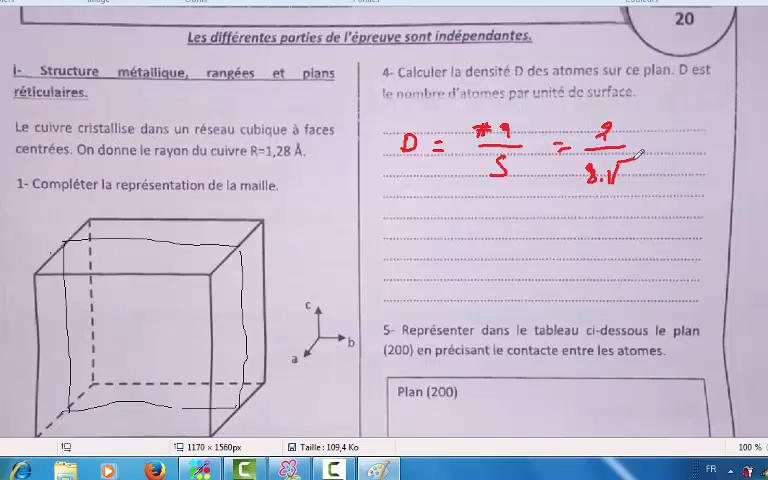 20
Les différentes parties de l'épreuve sont indépendantes.
I- Structure métallique, rangées et plans
réticulaires.
Le cuivre cristallise dans un réseau cubique à faces
centrées. On donne le rayon du cuivre R=1,28 Å.
1- Compléter la représentation de la maille.
c
b
a
4- Calculer la densité D des atomes sur ce plan. D est
le nombre d'atomes par unité de surface.
D = 
S
=
8.√
5- Représenter dans le tableau ci-dessous le plan
(200) en précisant le contacte entre les atomes.
Plan (200)
1170 × 1560px
Taille : 109,4 Ko
100 %
FR